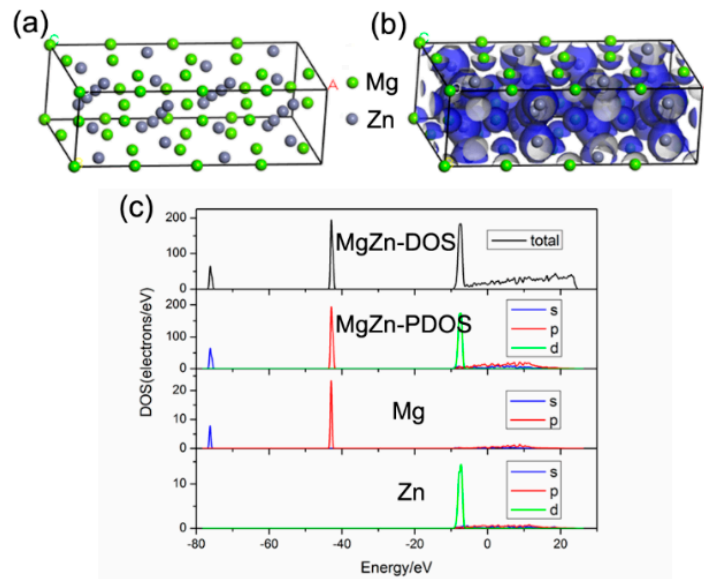 (a)
(b)
C
A
Mg
Zn
(c)
MgZn-DOS
total
MgZn-PDOS
s
p
d
Mg
s
p
Zn
s
p
d
DOS(electrons/eV)
200
100
0
200
100
0
20
10
0
10
0
-80
-60
-40
-20
0
20
Energy/eV